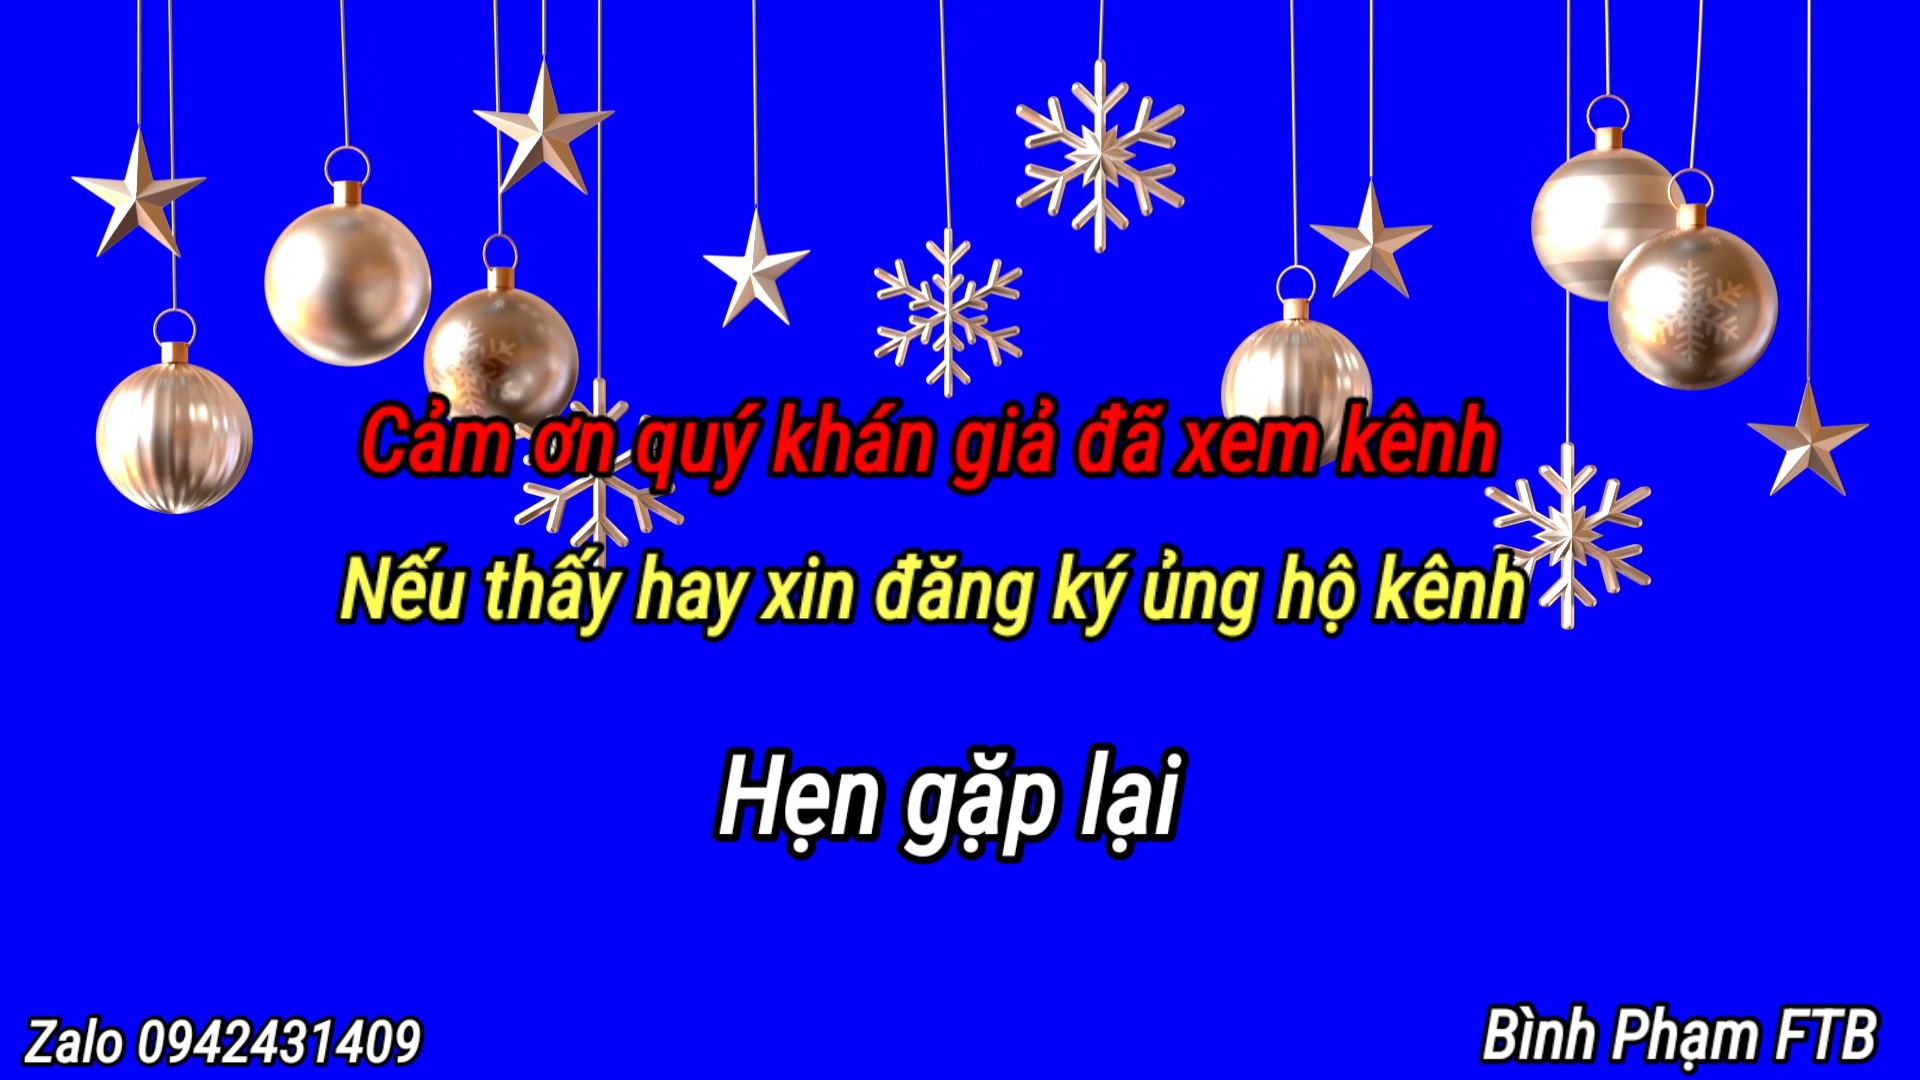 Cảm ơn quý khán giả đã xem kênh
Nếu thấy hay xin đăng ký ủng hộ kênh
Hẹn gặp lại
Zalo 0942431409
Bình Phạm FTB